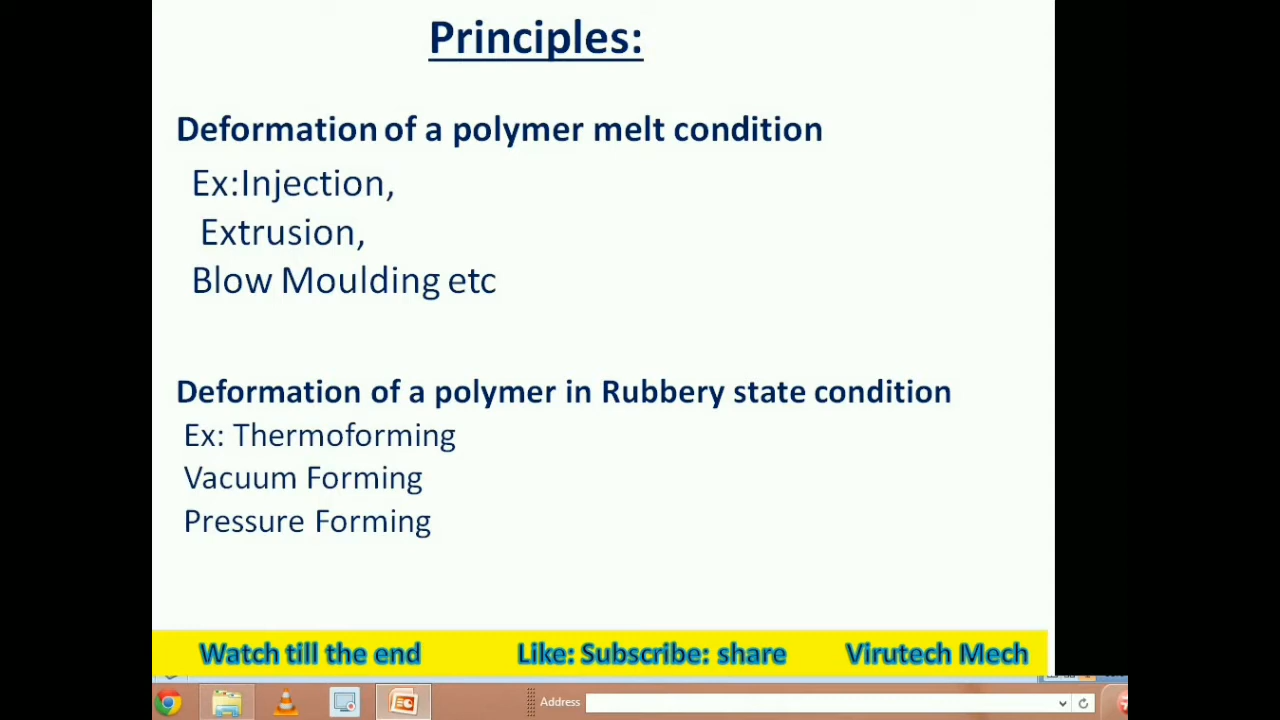 Principles:
Deformation of a polymer melt condition
Ex:Injection,
Extrusion,
Blow Moulding etc
Deformation of a polymer in Rubbery state condition
Ex: Thermoforming
Vacuum Forming
Pressure Forming
Watch till the end Like: Subscribe: share Virutech Mech
Address